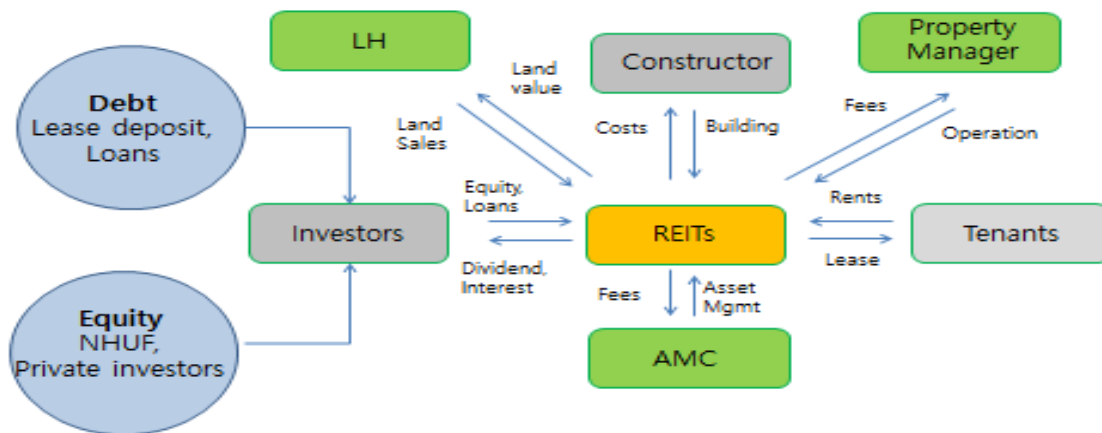 LH
Property
Manager
Constructor
Land
value
Debt
Lease deposit,
Loans
Fees
Costs
Building
Operation
Land
Sales
Equity,
Loans
Rents
Investors
REITs
Tenants
Lease
Dividend,
Interest
Fees
Asset
Mgmt
Equity
NHUF,
Private investors
AMC